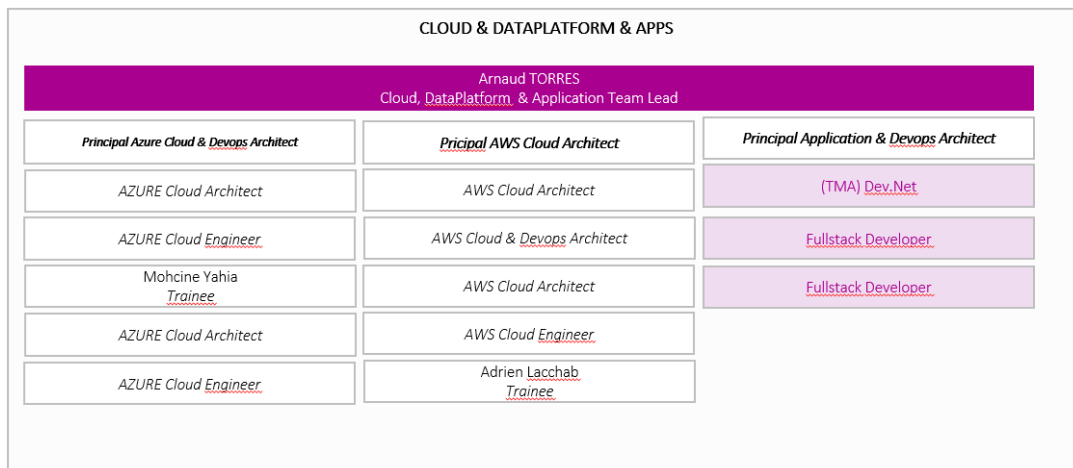 CLOUD & DATAPLATFORM & APPS
Arnaud TORRES
Cloud, DataPlatform & Application Team Lead
Principal Azure Cloud & Devops Architect
AZURE Cloud Architect
AZURE Cloud Engineer
Mohcine Yahia
Trainee
AZURE Cloud Architect
AZURE Cloud Engineer
Pricipal AWS Cloud Architect
AWS Cloud Architect
AWS Cloud & Devops Architect
AWS Cloud Architect
AWS Cloud Engineer
Adrien Lacchab
Trainee
Principal Application & Devops Architect
(TMA) Dev.Net
Fullstack Developer
Fullstack Developer